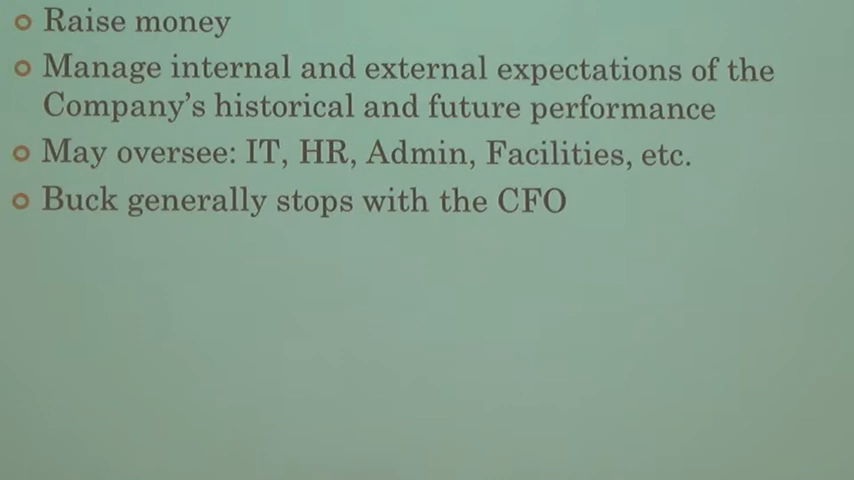 Raise money
Manage internal and external expectations of the
Company's historical and future performance
May oversee: IT, HR, Admin, Facilities, etc.
Buck generally stops with the CFO